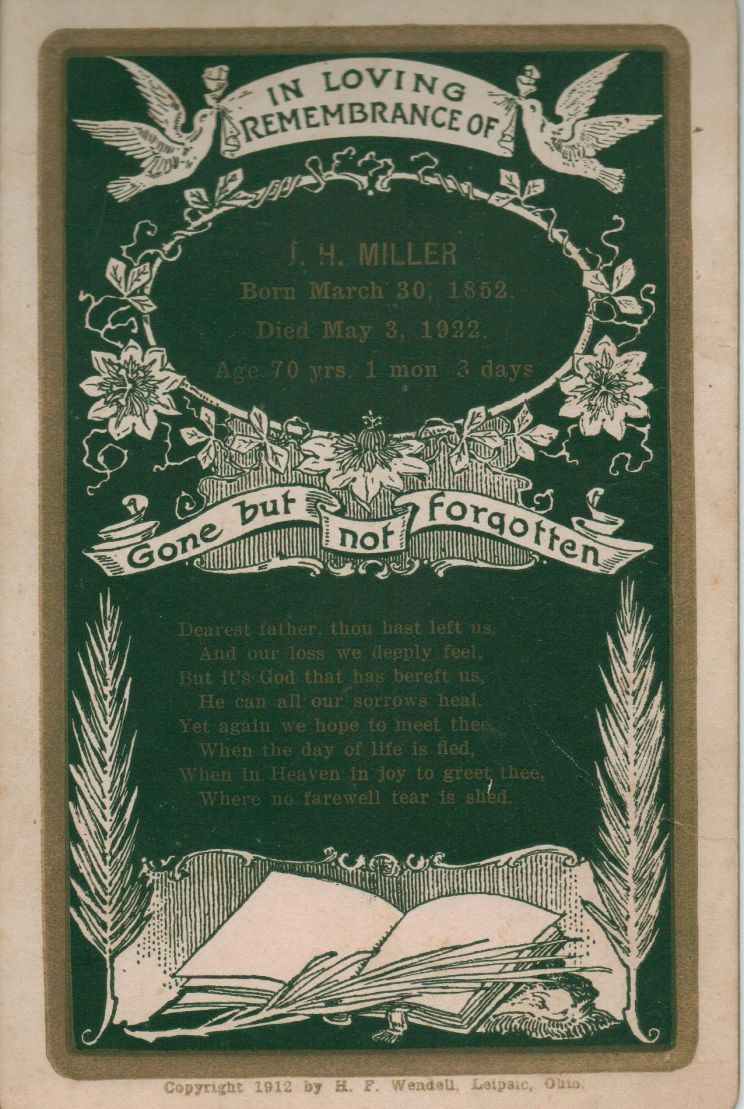 IN LOVING
REMEMBRANCE OF
J. H. MILLER
Born March 30, 1852.
Died May 3, 1922.
Age 70 yrs. 1 mon 3 days
Gone but not forgotten
Dearest father, thou hast left us,
And our loss we deeply feel,
But it's God that has bereft us,
He can all our sorrows heal.
Yet again we hope to meet thee
When the day of life is fled,
When in Heaven in joy to greet thee,
Where no farewell tear is shed.
Copyright 1912 by H. F. Wendell, Leipsic, Ohio.